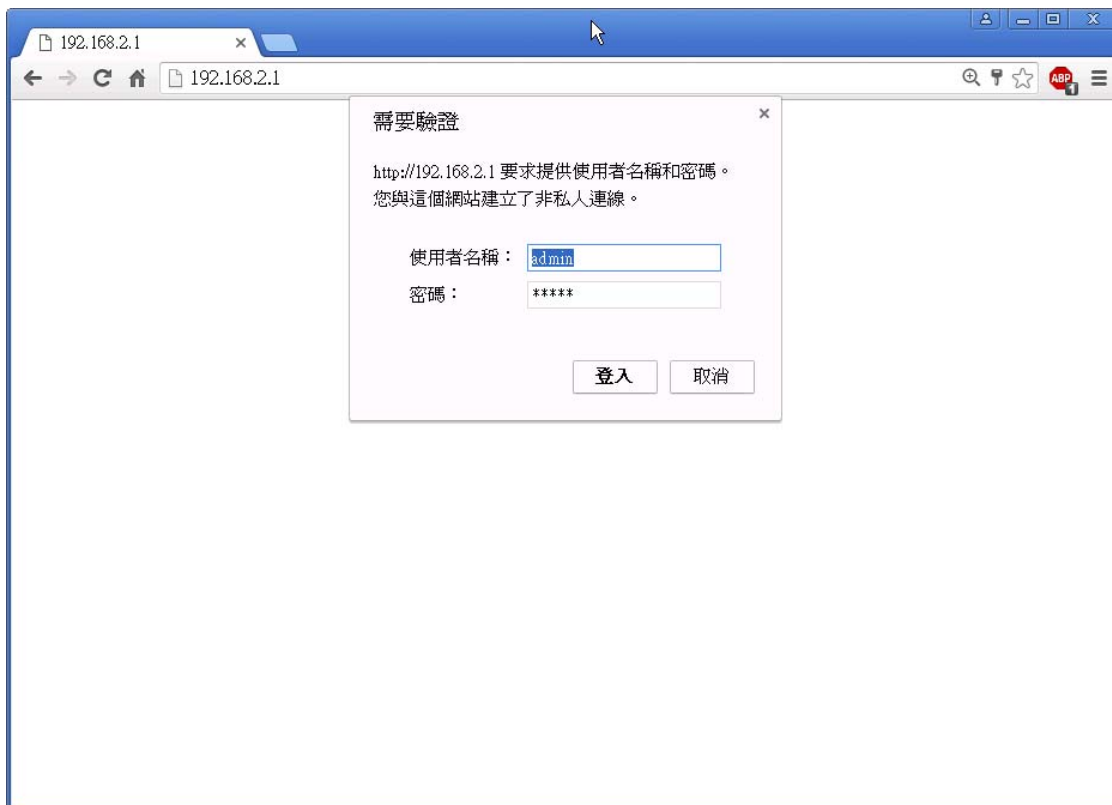 192.168.2.1
192.168.2.1
ABP
1
需要驗證
http://192.168.2.1 要求提供使用者名稱和密碼。
您與這個網站建立了非私人連線。
使用者名稱： admin
密碼： *****
登入 取消